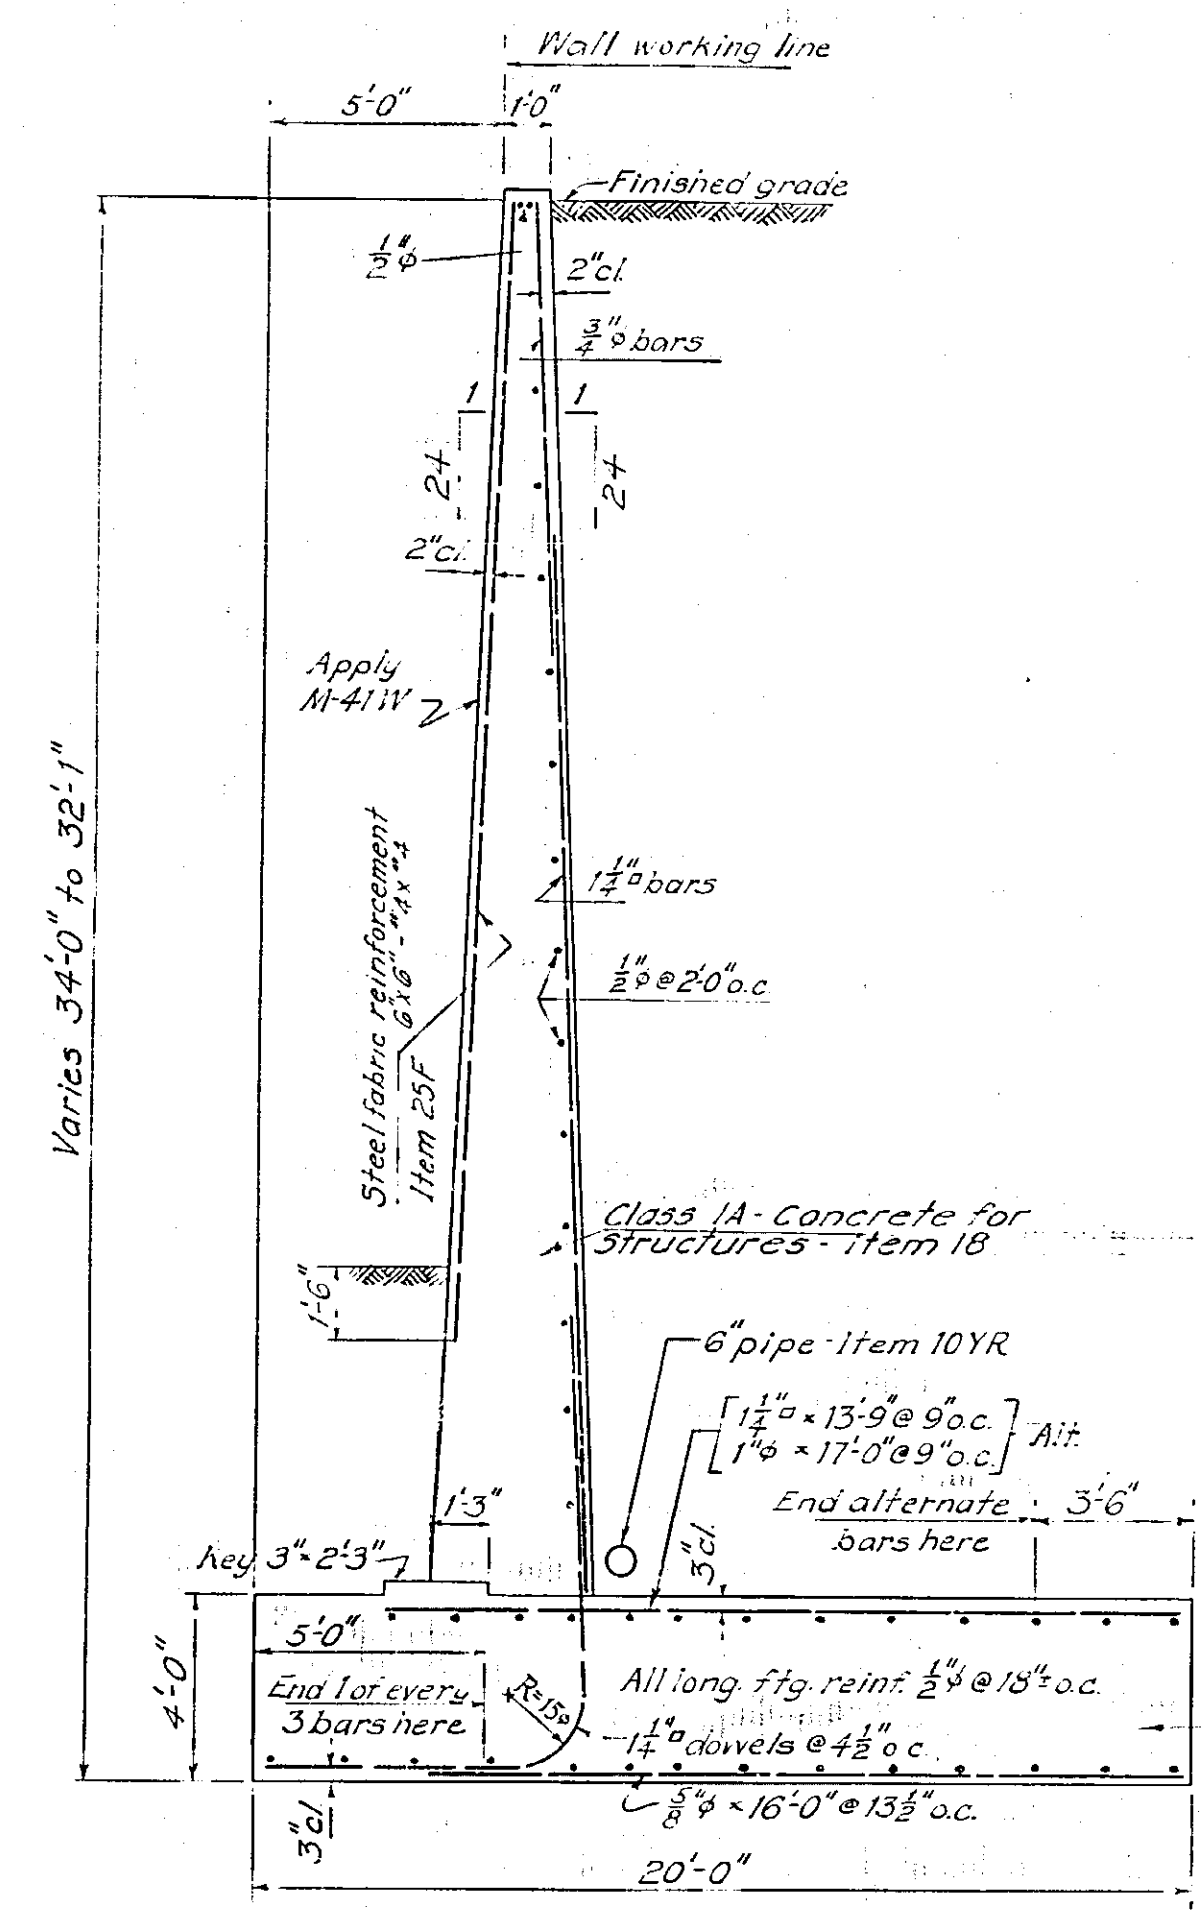 Wall working line
5'-0"
1'-0"
Finished grade
1/2"φ
2"cl.
3/4"φ bars
1
1
24
24
2"cl.
Apply
M-41W
Varies 34'-0" to 32'-1"
Steel fabric reinforcement
6"x6"-#4x#4
Item 25F
1 1/4"□ bars
1/2"φ@2'-0"o.c.
Class 1A-Concrete for
structures-item 18
1'-6"
6"pipe-Item 10YR
1 1/4"□ × 13'-9"@9"o.c.
1"φ × 17'-0"@9"o.c.
Alt.
1'-3"
End alternate
bars here
3'-6"
key 3"×2'-3"
3"cl.
4'-0"
5'-0"
End 1 of every
3 bars here
R=15φ
All long. ftg. reinf. 1/2"φ@18"±o.c.
1 1/4"□ dowels @4 1/2"o.c.
5/8"φ × 16'-0"@13 1/2"o.c.
3"cl.
20'-0"